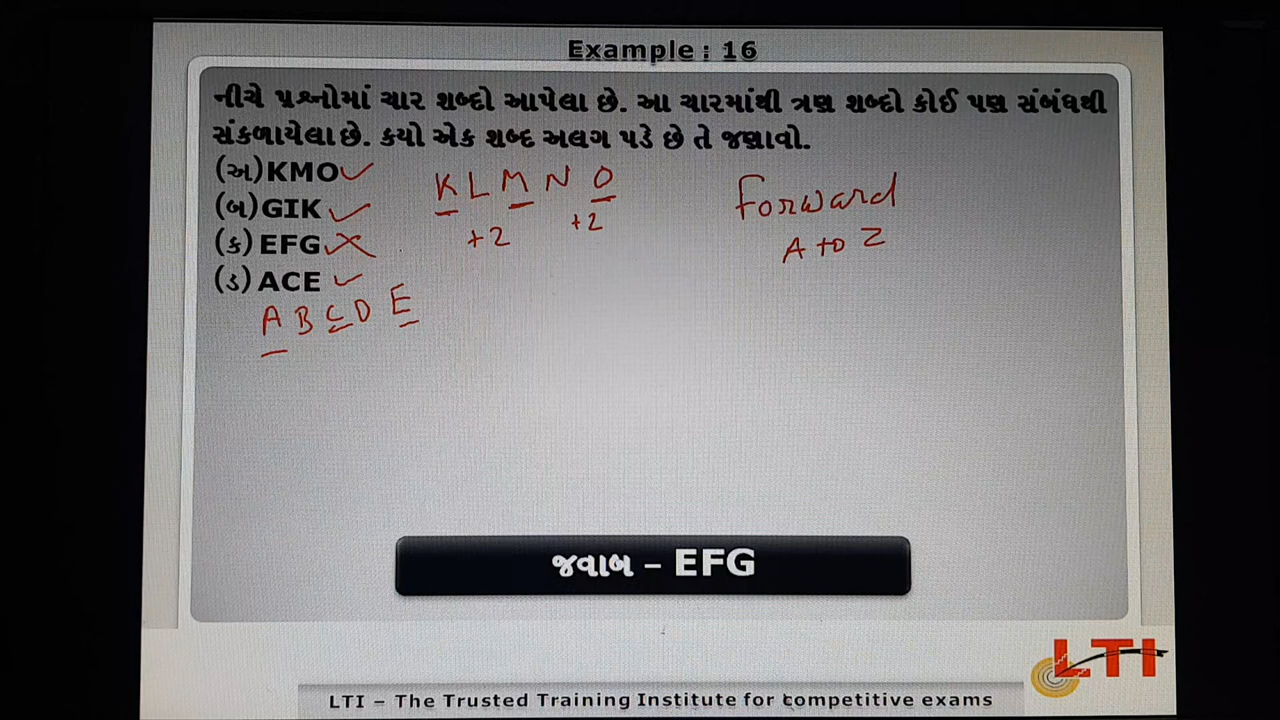 Example : 16
નીચે પ્રશ્નોમાં ચાર શબ્દો આપેલા છે. આ ચારમાંથી ત્રણ શબ્દો કોઈ પણ સંબંધથી
સંકળાયેલા છે. કયો એક શબ્દ અલગ પડે છે તે જણાવો.
(અ)KMO
(બ)GIK
(ક)EFG
(ડ)ACE
K L M N O
+2 +2
Forward
A to Z
A B C D E
જવાબ – EFG
LTI
LTI – The Trusted Training Institute for competitive exams